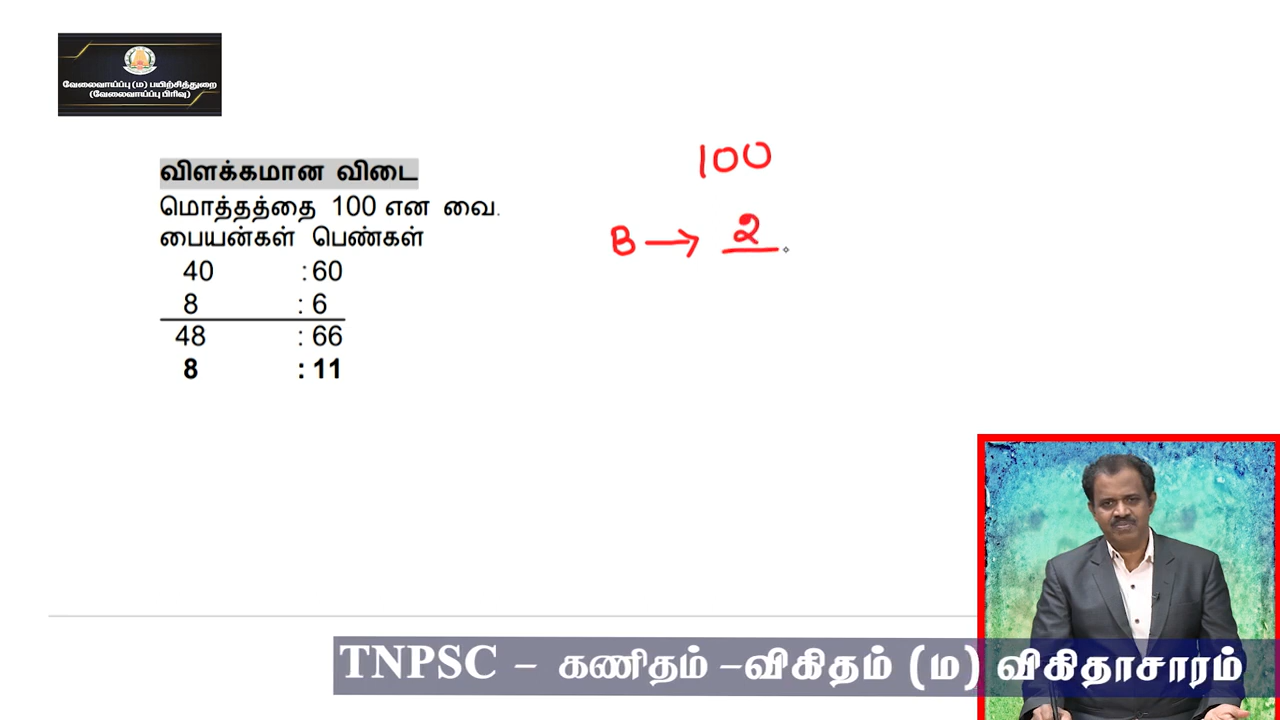 வேலைவாய்ப்பு (ம) பயிற்சித்துறை
(வேலைவாய்ப்பு பிரிவு)
விளக்கமான விடை
மொத்தத்தை 100 என வை.
பையன்கள் பெண்கள்
40 : 60
8 : 6
48 : 66
8 : 11
100
B → 2
TNPSC – கணிதம் –விகிதம் (ம) விகிதாசாரம்